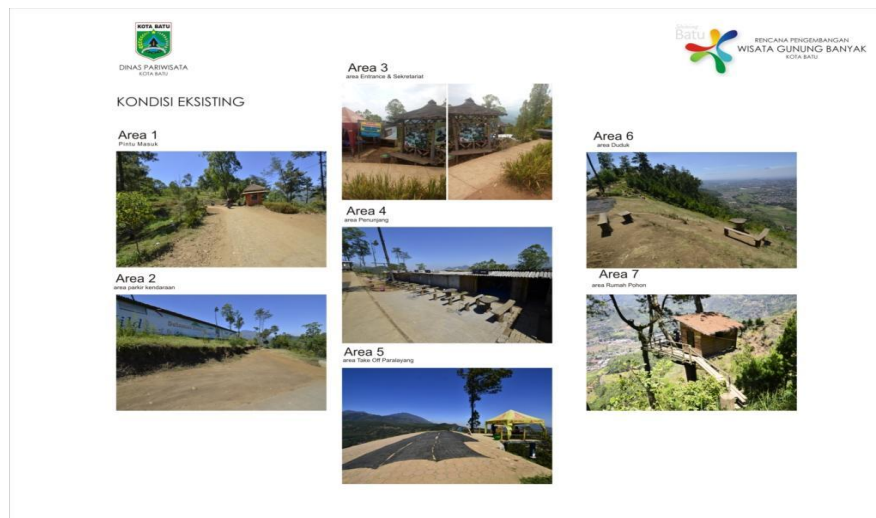 KOTA BATU
DINAS PARIWISATA
KOTA BATU
Batu
RENCANA PENGEMBANGAN
WISATA GUNUNG BANYAK
KOTA BATU
KONDISI EKSISTING
Area 1
Pintu Masuk
Area 2
area parkir kendaraan
Area 3
area Entrance & Sekretariat
Area 4
area Penunjang
Area 5
area Take Off Paralayang
Area 6
area Duduk
Area 7
area Rumah Pohon